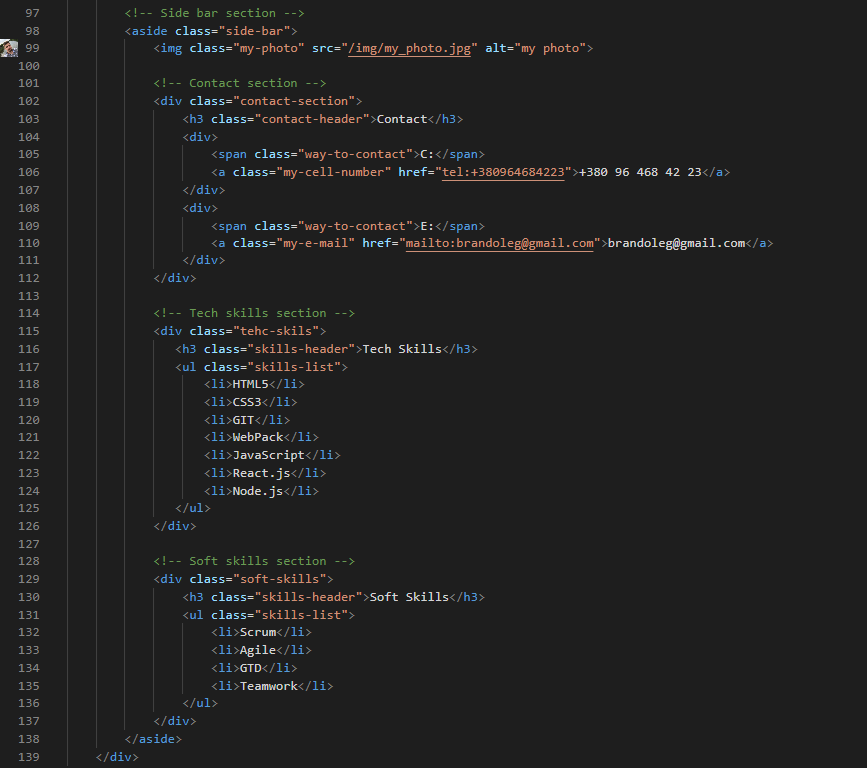 97 <!-- Side bar section -->
98 <aside class="side-bar">
99 <img class="my-photo" src="/img/my_photo.jpg" alt="my photo">
100
101 <!-- Contact section -->
102 <div class="contact-section">
103 <h3 class="contact-header">Contact</h3>
104 <div>
105 <span class="way-to-contact">C:</span>
106 <a class="my-cell-number" href="tel:+380964684223">+380 96 468 42 23</a>
107 </div>
108 <div>
109 <span class="way-to-contact">E:</span>
110 <a class="my-e-mail" href="mailto:brandoleg@gmail.com">brandoleg@gmail.com</a>
111 </div>
112 </div>
113
114 <!-- Tech skills section -->
115 <div class="tehc-skils">
116 <h3 class="skills-header">Tech Skills</h3>
117 <ul class="skills-list">
118 <li>HTML5</li>
119 <li>CSS3</li>
120 <li>GIT</li>
121 <li>WebPack</li>
122 <li>JavaScript</li>
123 <li>React.js</li>
124 <li>Node.js</li>
125 </ul>
126 </div>
127
128 <!-- Soft skills section -->
129 <div class="soft-skills">
130 <h3 class="skills-header">Soft Skills</h3>
131 <ul class="skills-list">
132 <li>Scrum</li>
133 <li>Agile</li>
134 <li>GTD</li>
135 <li>Teamwork</li>
136 </ul>
137 </div>
138 </aside>
139 </div>